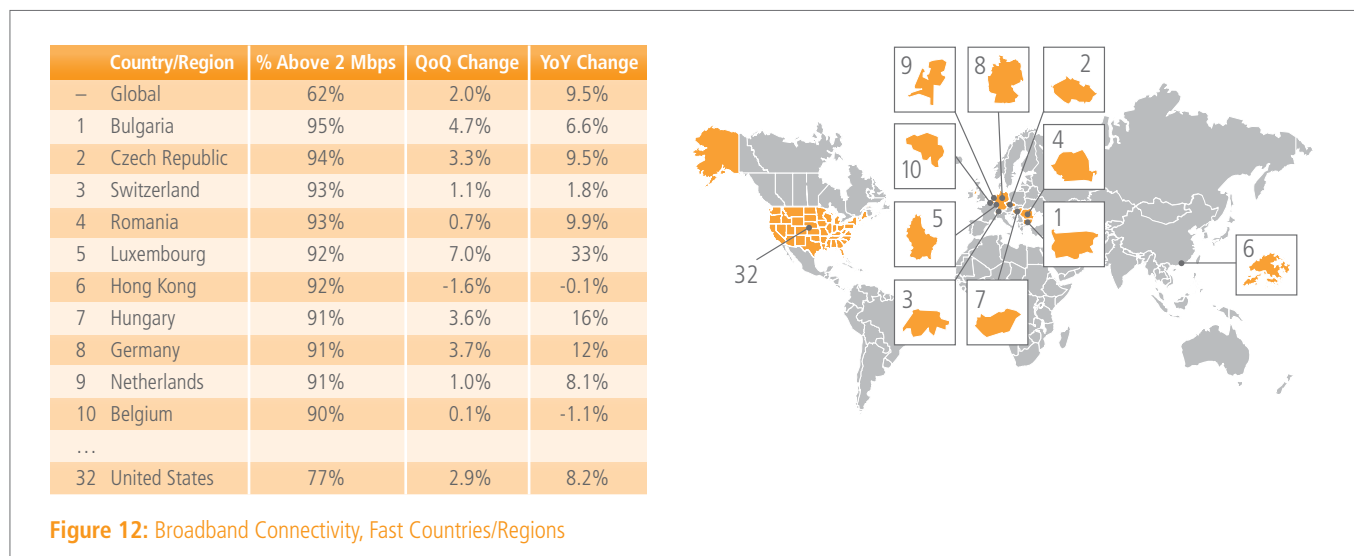 Country/Region % Above 2 Mbps QoQ Change YoY Change
– Global 62% 2.0% 9.5%
1 Bulgaria 95% 4.7% 6.6%
2 Czech Republic 94% 3.3% 9.5%
3 Switzerland 93% 1.1% 1.8%
4 Romania 93% 0.7% 9.9%
5 Luxembourg 92% 7.0% 33%
6 Hong Kong 92% -1.6% -0.1%
7 Hungary 91% 3.6% 16%
8 Germany 91% 3.7% 12%
9 Netherlands 91% 1.0% 8.1%
10 Belgium 90% 0.1% -1.1%
…
32 United States 77% 2.9% 8.2%
Figure 12: Broadband Connectivity, Fast Countries/Regions
9 8 2
10 4
5 1 6
32
3 7